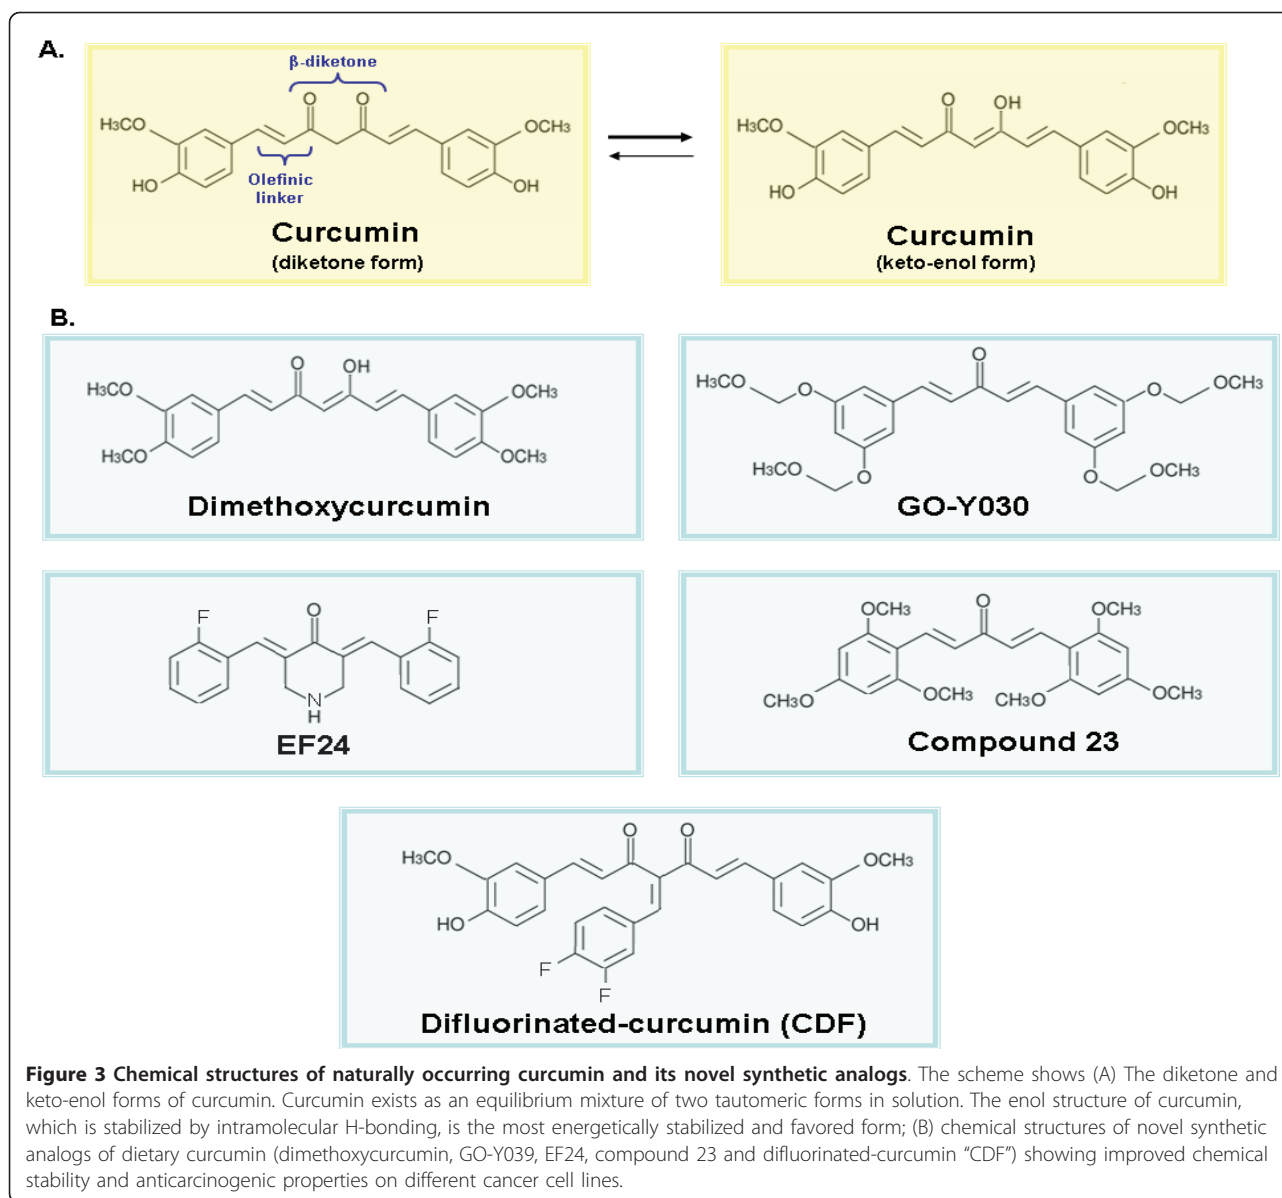 A.
β-diketone
O
O
H₃CO
OCH₃
HO
OH
Olefinic
linker
Curcumin
(diketone form)
O
OH
H₃CO
OCH₃
HO
OH
Curcumin
(keto-enol form)
B.
O
OH
H₃CO
OCH₃
H₃CO
OCH₃
Dimethoxycurcumin
O
H₃CO
O
O
OCH₃
H₃CO
O
O
OCH₃
GO-Y030
F
O
F
N
H
EF24
OCH₃
O
OCH₃
CH₃O
OCH₃
CH₃O
OCH₃
Compound 23
O
O
H₃CO
OCH₃
HO
OH
F
F
Difluorinated-curcumin (CDF)
Figure 3 Chemical structures of naturally occurring curcumin and its novel synthetic analogs. The scheme shows (A) The diketone and
keto-enol forms of curcumin. Curcumin exists as an equilibrium mixture of two tautomeric forms in solution. The enol structure of curcumin,
which is stabilized by intramolecular H-bonding, is the most energetically stabilized and favored form; (B) chemical structures of novel synthetic
analogs of dietary curcumin (dimethoxycurcumin, GO-Y039, EF24, compound 23 and difluorinated-curcumin “CDF”) showing improved chemical
stability and anticarcinogenic properties on different cancer cell lines.